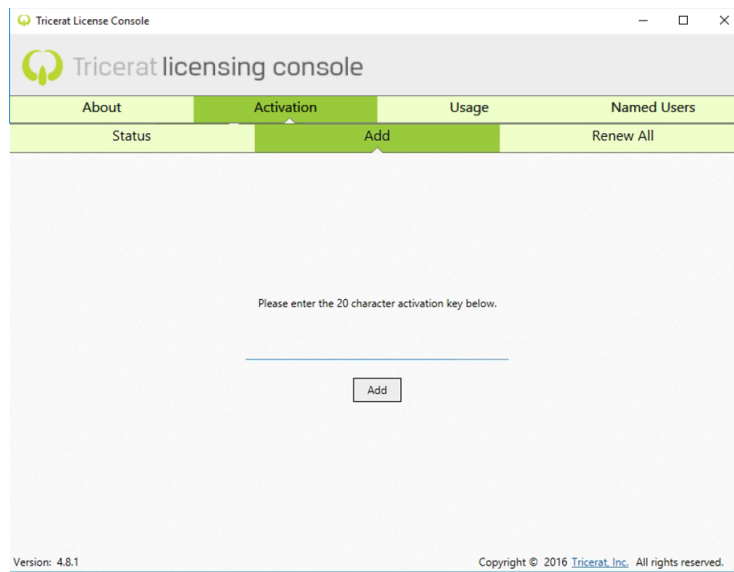 Tricerat License Console
Tricerat licensing console
About Activation Usage Named Users
Status Add Renew All
Please enter the 20 character activation key below.
Add
Version: 4.8.1 Copyright © 2016 Tricerat, Inc. All rights reserved.